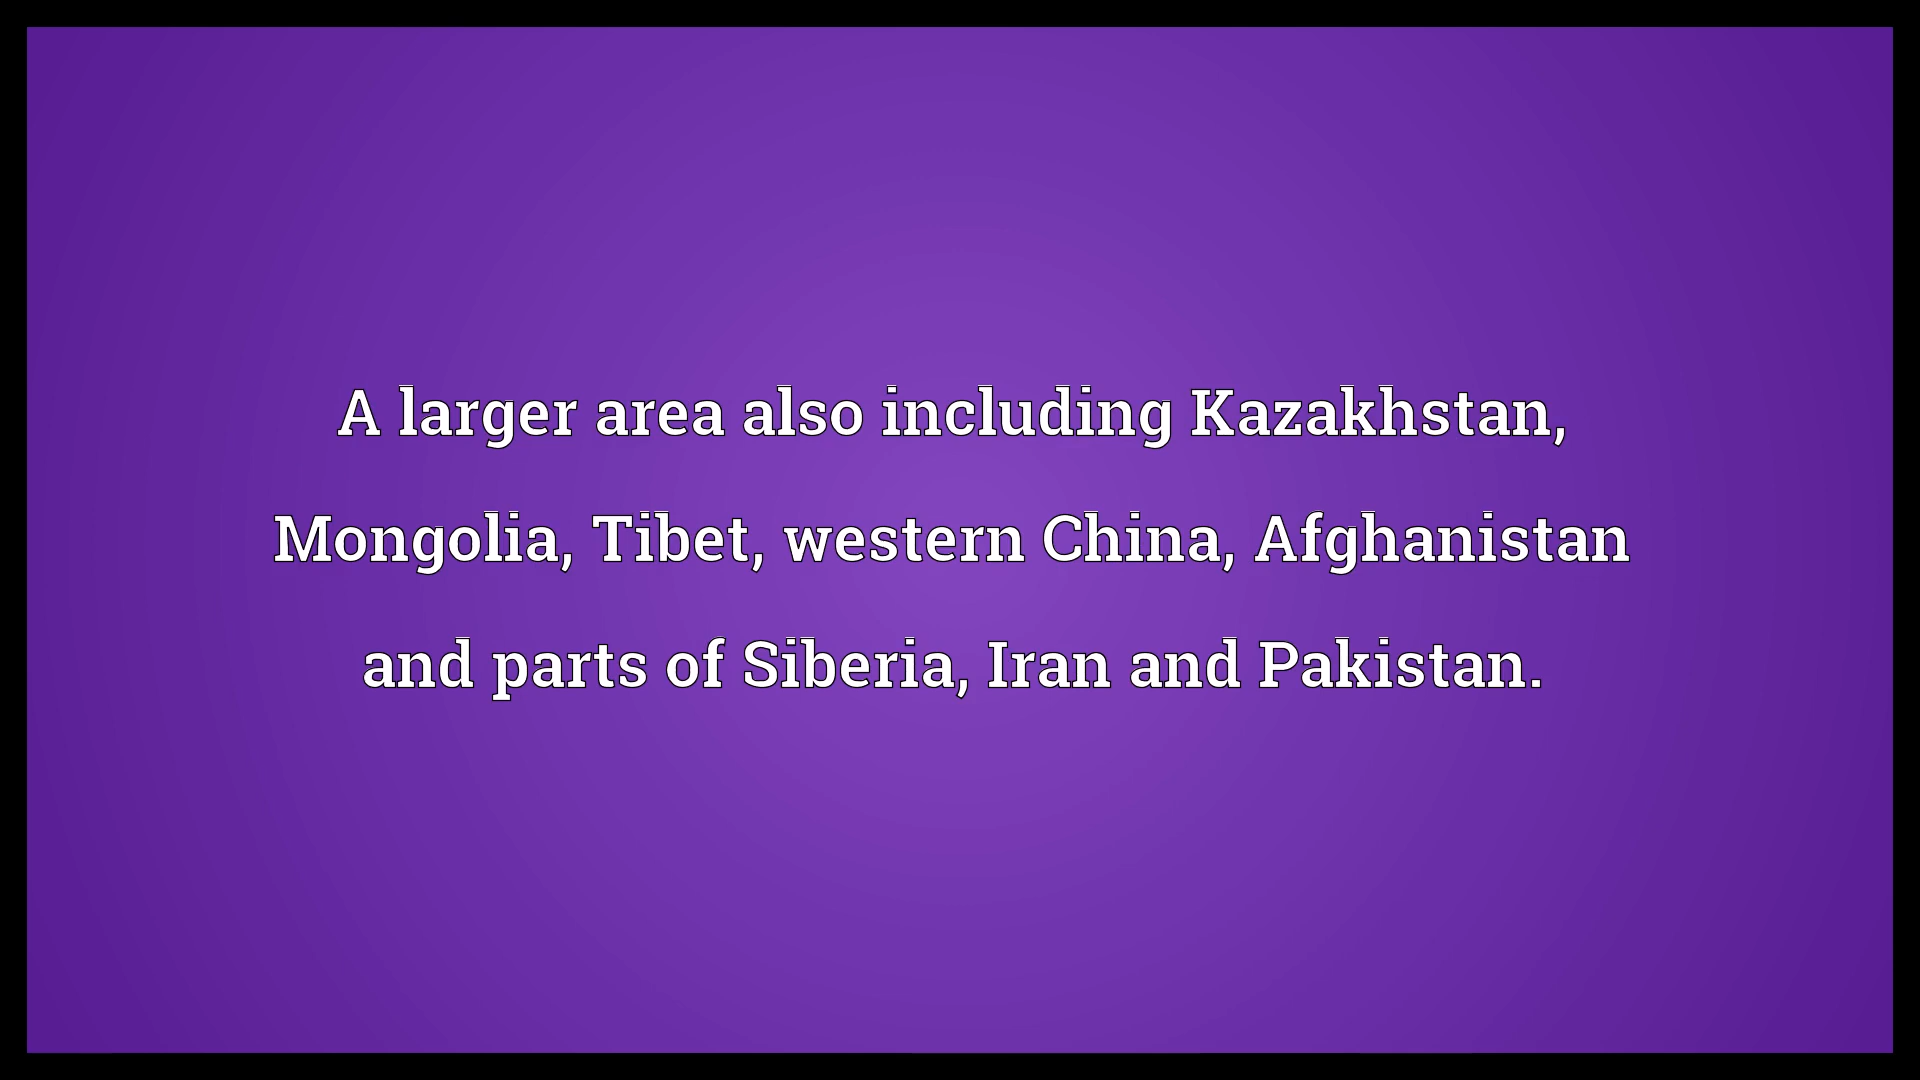 A larger area also including Kazakhstan,
Mongolia, Tibet, western China, Afghanistan
and parts of Siberia, Iran and Pakistan.